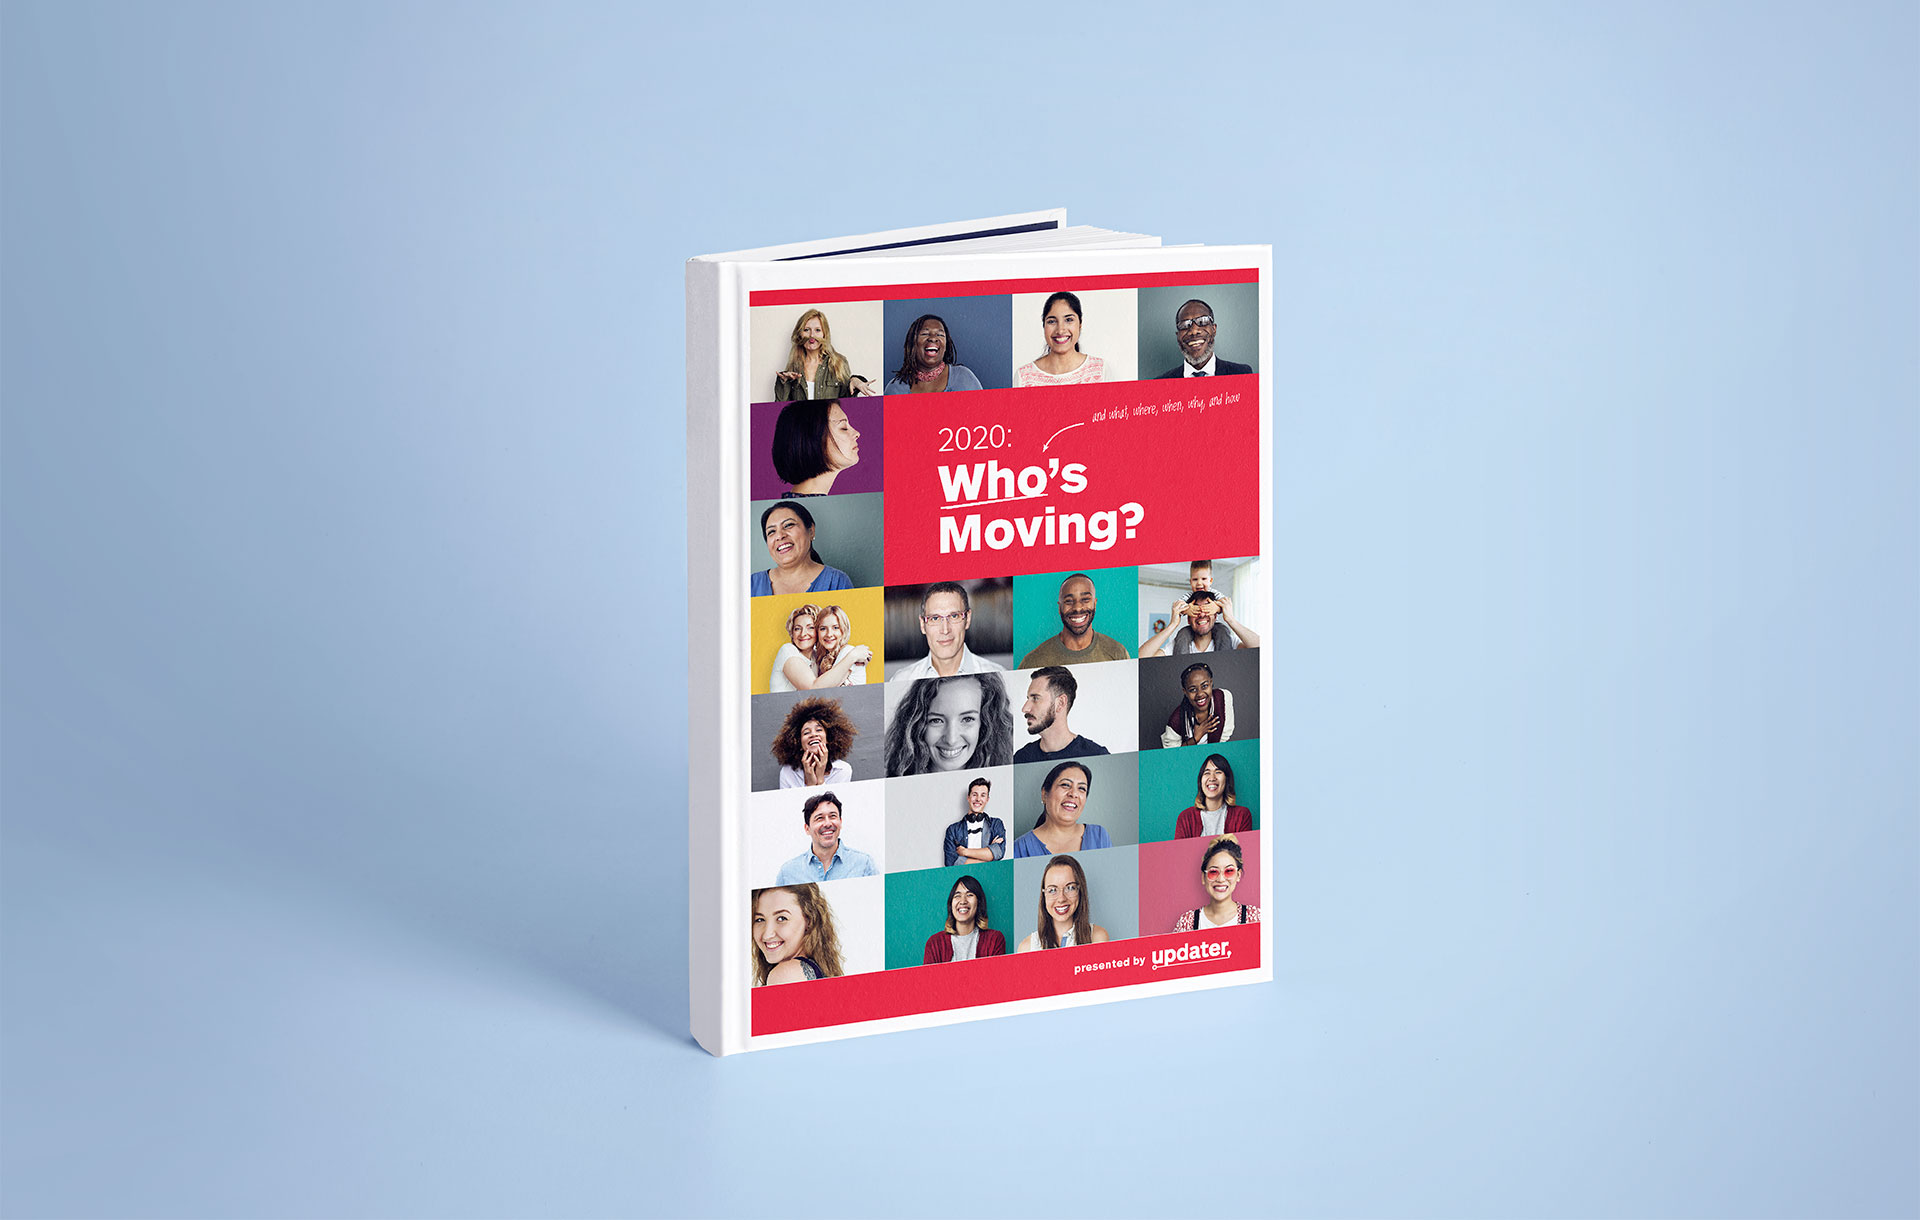 and what, where, when, why, and how
2020:
Who's
Moving?
presented by updater